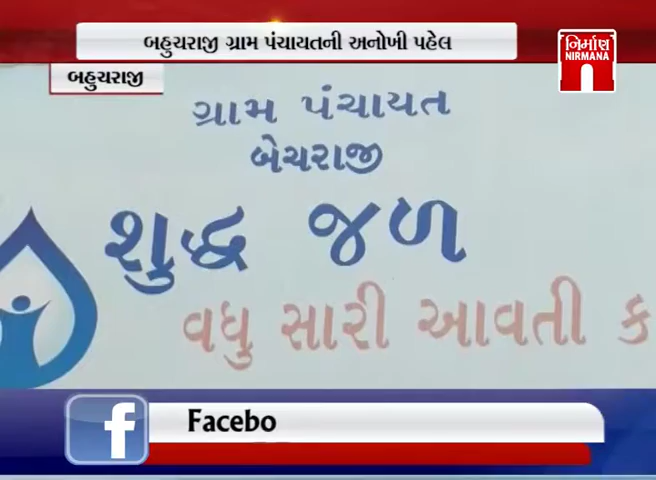 બહુચરાજી ગ્રામ પંચાયતની અનોખી પહેલ
નિર્માણ
NIRMANA
બહુચરાજી
ગ્રામ પંચાયત
બેચરાજી
શુદ્ધ જળ
વધુ સારી આવતી ક
f
Facebo